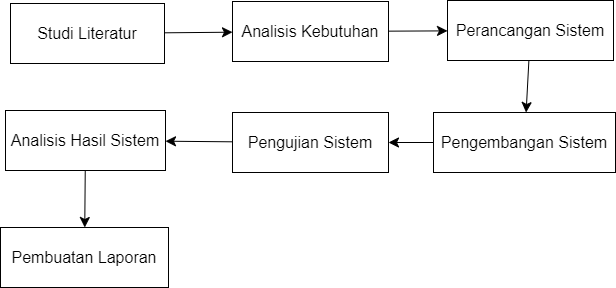 Studi Literatur
Analisis Kebutuhan
Perancangan Sistem
Pengembangan Sistem
Pengujian Sistem
Analisis Hasil Sistem
Pembuatan Laporan